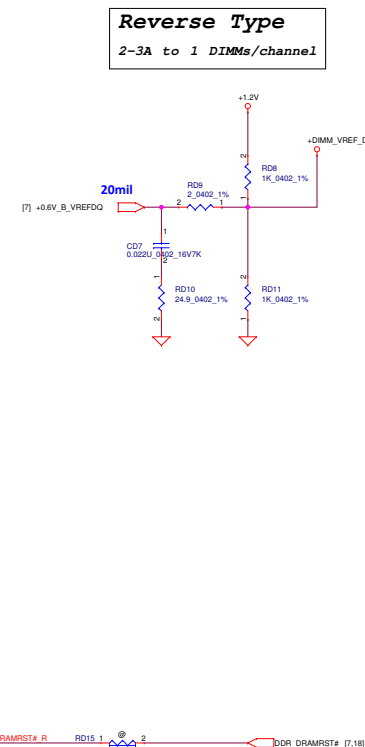 Reverse Type
2-3A to 1 DIMMs/channel
+1.2V
+DIMM_VREF_D
2
RD8
1K_0402_1%
1
20mil
RD9
2_0402_1%
[7] +0.6V_B_VREFDQ
2
1
1
CD7
0.022U_0402_16V7K
2
1
RD10
24.9_0402_1%
2
2
RD11
1K_0402_1%
1
RAMRST#_R
RD15 1
@
2
DDR_DRAMRST# [7,18]